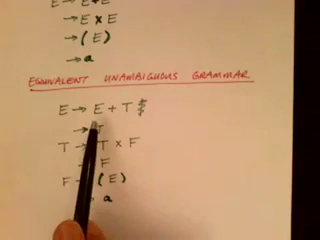 E → E + E
→ E × E
→ ( E )
→ a
EQUIVALENT UNAMBIGUOUS GRAMMAR
E → E + T
→ T
T → T × F
→ F
F → ( E )
→ a